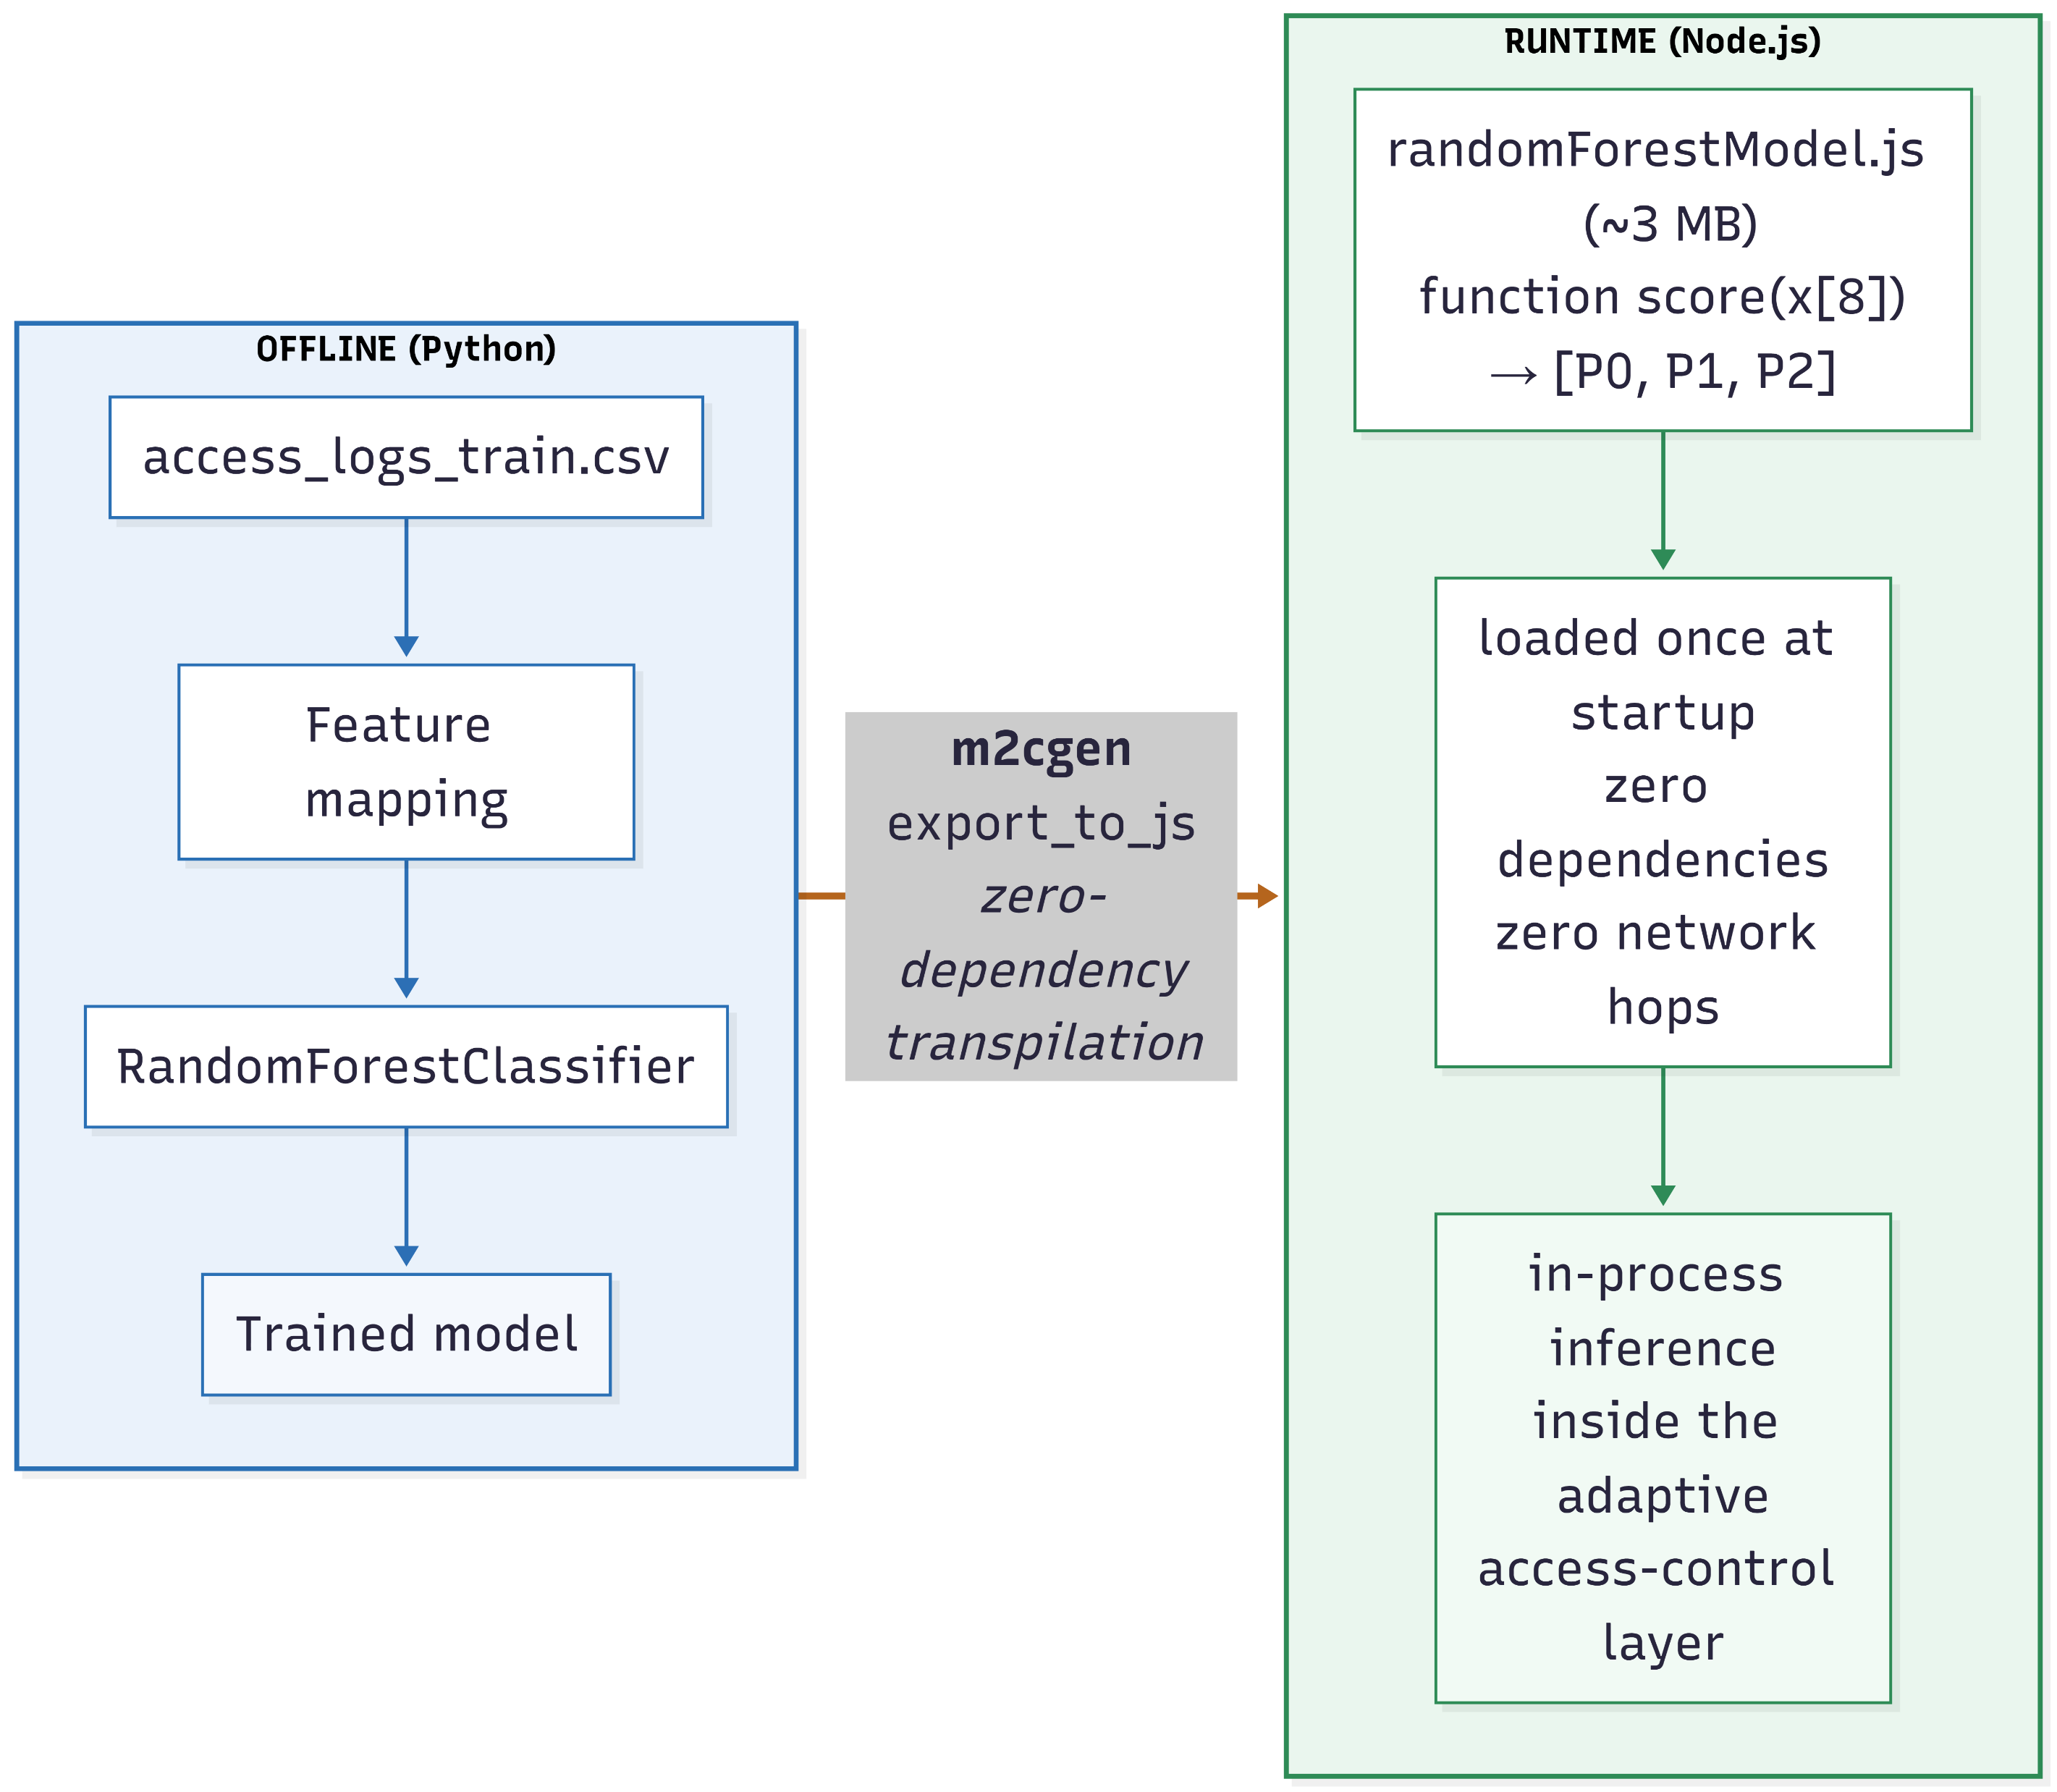 OFFLINE (Python)
access_logs_train.csv
Feature
mapping
RandomForestClassifier
Trained model
m2cgen
export_to_js
zero-
dependency
transpilation
RUNTIME (Node.js)
randomForestModel.js
(~3 MB)
function score(x[8])
→ [P0, P1, P2]
loaded once at
startup
zero
dependencies
zero network
hops
in-process
inference
inside the
adaptive
access-control
layer